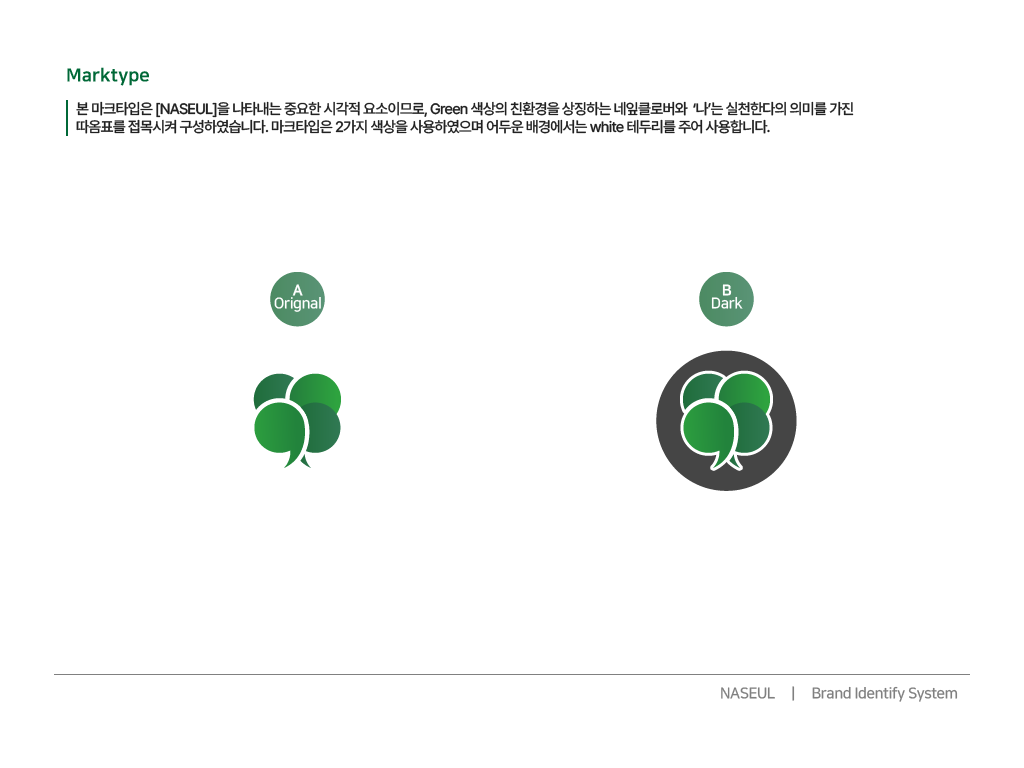 Marktype
본 마크타입은 [NASEUL]을 나타내는 중요한 시각적 요소이므로, Green 색상의 친환경을 상징하는 네잎클로버와 ‘나’는 실천한다의 의미를 가진
따옴표를 접목시켜 구성하였습니다. 마크타입은 2가지 색상을 사용하였으며 어두운 배경에서는 white 테두리를 주어 사용합니다.
A
Orignal
B
Dark
NASEUL | Brand Identify System